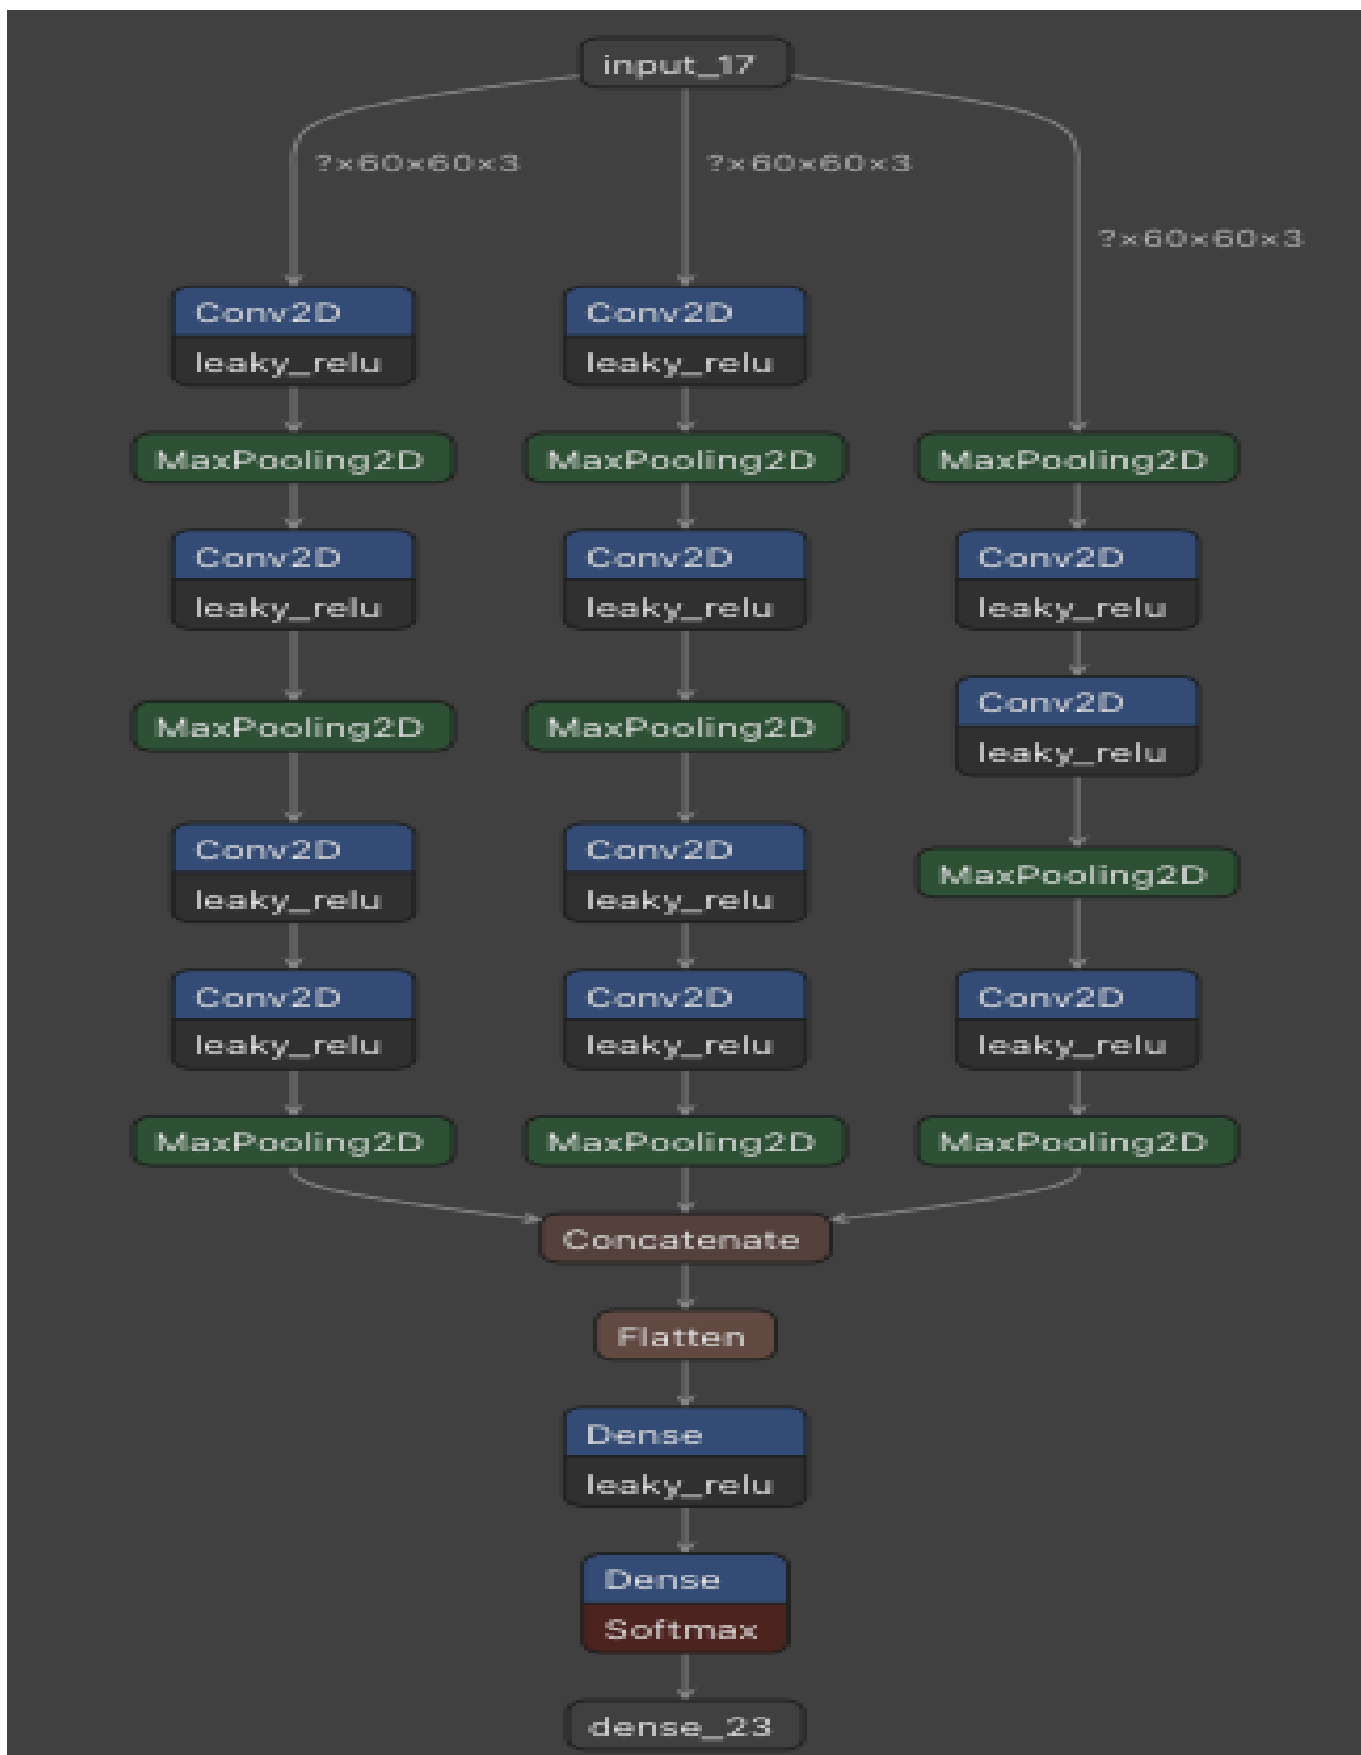 input_17
?×60×60×3
?×60×60×3
?×60×60×3
Conv2D
leaky_relu
MaxPooling2D
Conv2D
leaky_relu
MaxPooling2D
Conv2D
leaky_relu
Conv2D
leaky_relu
MaxPooling2D
Conv2D
leaky_relu
MaxPooling2D
Conv2D
leaky_relu
MaxPooling2D
Conv2D
leaky_relu
Conv2D
leaky_relu
MaxPooling2D
MaxPooling2D
Conv2D
leaky_relu
Conv2D
leaky_relu
MaxPooling2D
Conv2D
leaky_relu
MaxPooling2D
Concatenate
Flatten
Dense
leaky_relu
Dense
Softmax
dense_23